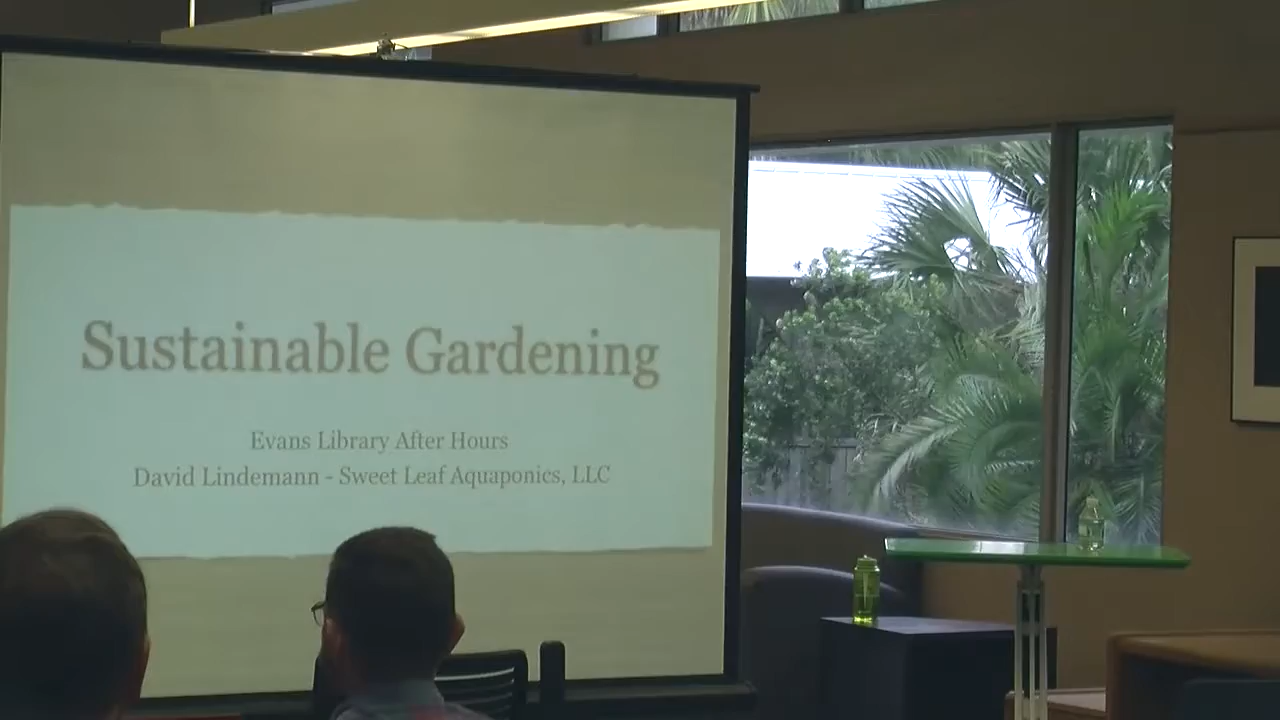 Sustainable Gardening
Evans Library After Hours
David Lindemann - Sweet Leaf Aquaponics, LLC